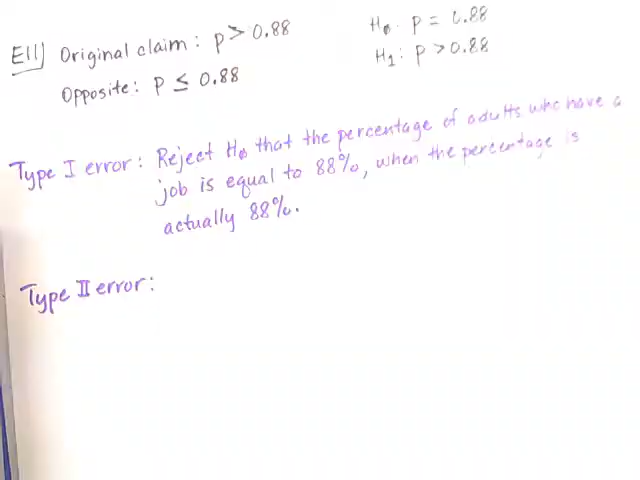 E11) Original claim: p > 0.88
Opposite: p ≤ 0.88
H₀: p = 0.88
H₁: p > 0.88
Type I error: Reject H₀ that the percentage of adults who have a
job is equal to 88%, when the percentage is
actually 88%.
Type II error: